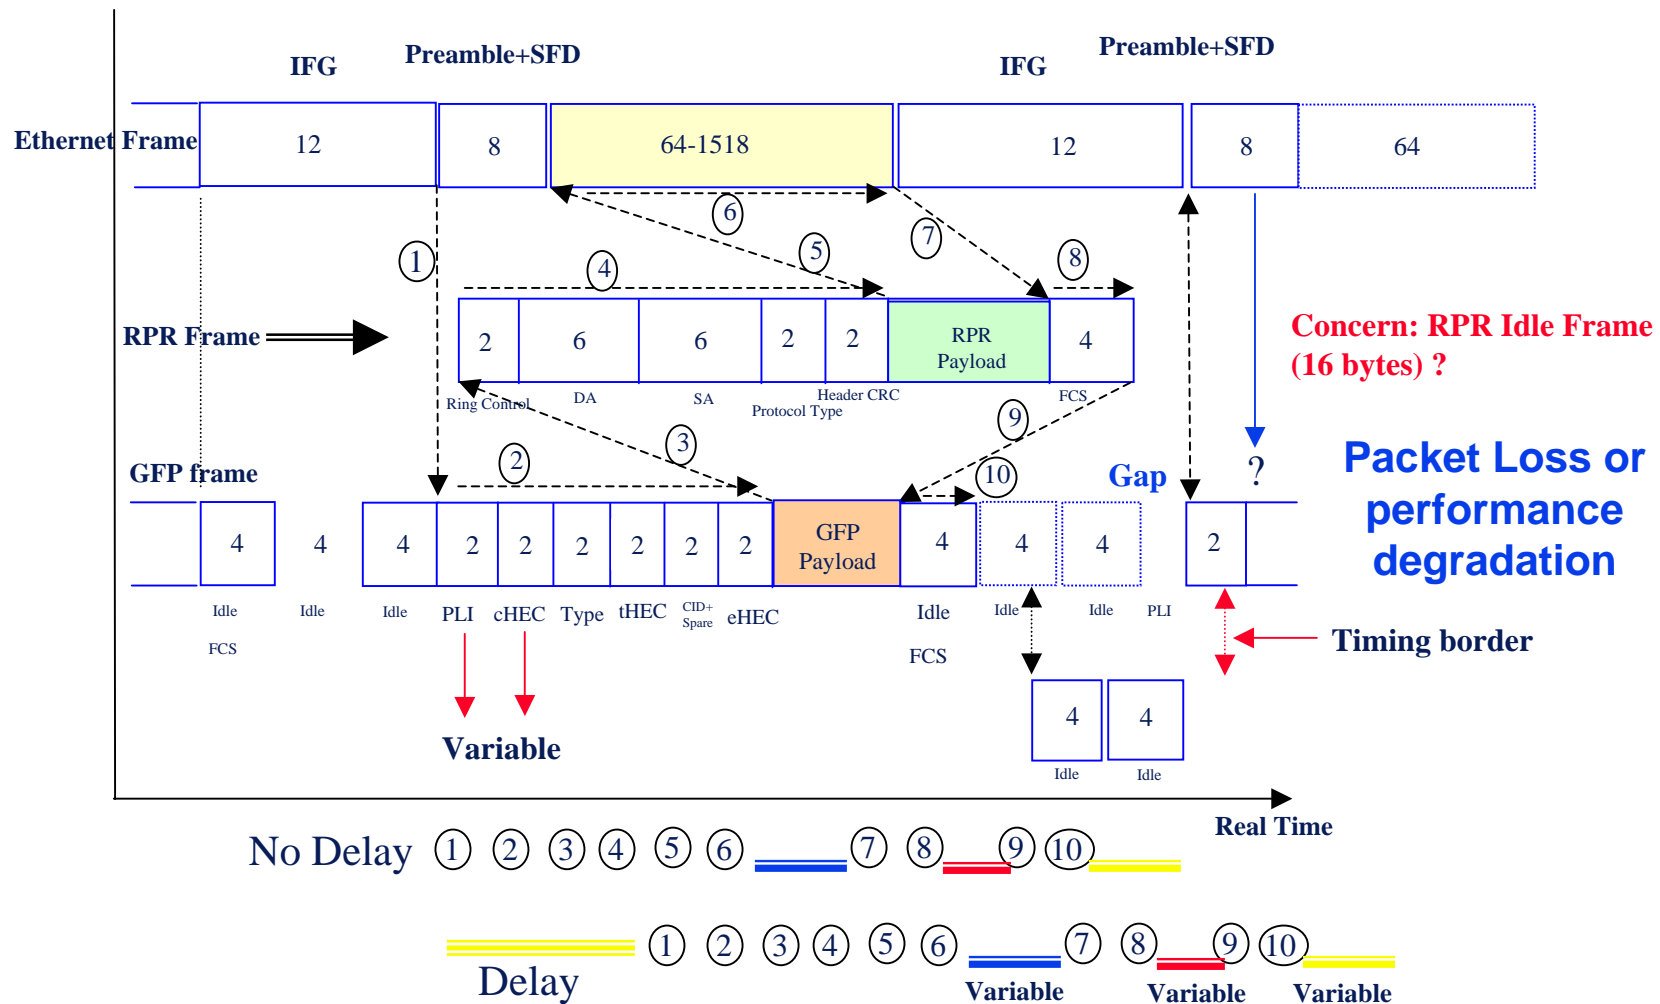 IFG
Preamble+SFD
IFG
Preamble+SFD
Ethernet Frame
12
8
64-1518
12
8
64
6
5
7
1
4
8
RPR Frame
2
6
6
2
2
RPR
Payload
4
Ring Control
DA
SA
Protocol Type
Header CRC
FCS
Concern: RPR Idle Frame
(16 bytes) ?
3
9
2
10
GFP frame
Gap
?
Packet Loss or
performance
degradation
4
4
4
2
2
2
2
2
2
GFP
Payload
4
4
4
2
Idle
FCS
Idle
Idle
PLI
cHEC
Type
tHEC
CID+
Spare
eHEC
Idle
FCS
Idle
Idle
PLI
Timing border
Variable
4
4
Idle
Idle
Real Time
No Delay 1 2 3 4 5 6 7 8 9 10
1 2 3 4 5 6 7 8 9 10
Delay
Variable
Variable
Variable